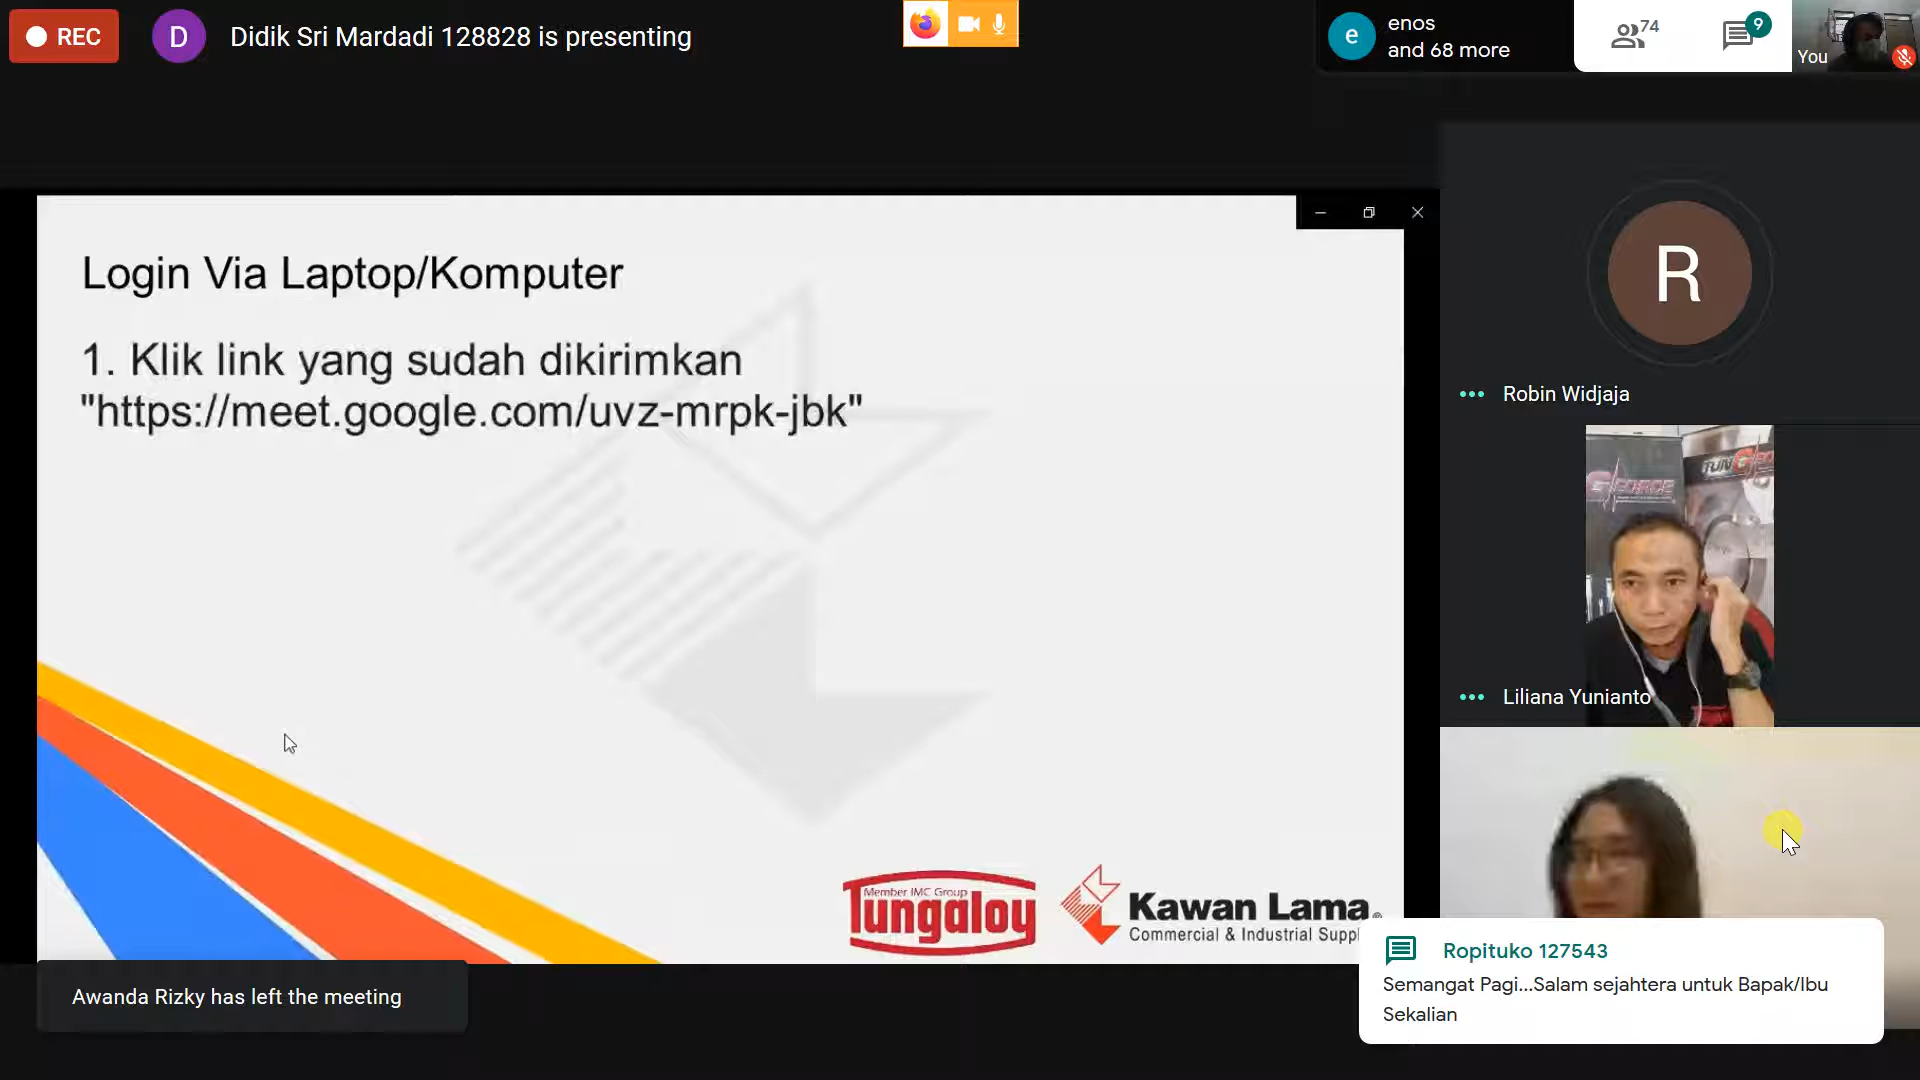 REC
D
Didik Sri Mardadi 128828 is presenting
e
enos
and 68 more
74
9
You
Login Via Laptop/Komputer
1. Klik link yang sudah dikirimkan
"https://meet.google.com/uvz-mrpk-jbk"
R
Robin Widjaja
Liliana Yunianto
Member IMC Group
Tungaloy
Kawan Lama
Commercial & Industrial Suppl
Awanda Rizky has left the meeting
Ropituko 127543
Semangat Pagi...Salam sejahtera untuk Bapak/Ibu
Sekalian